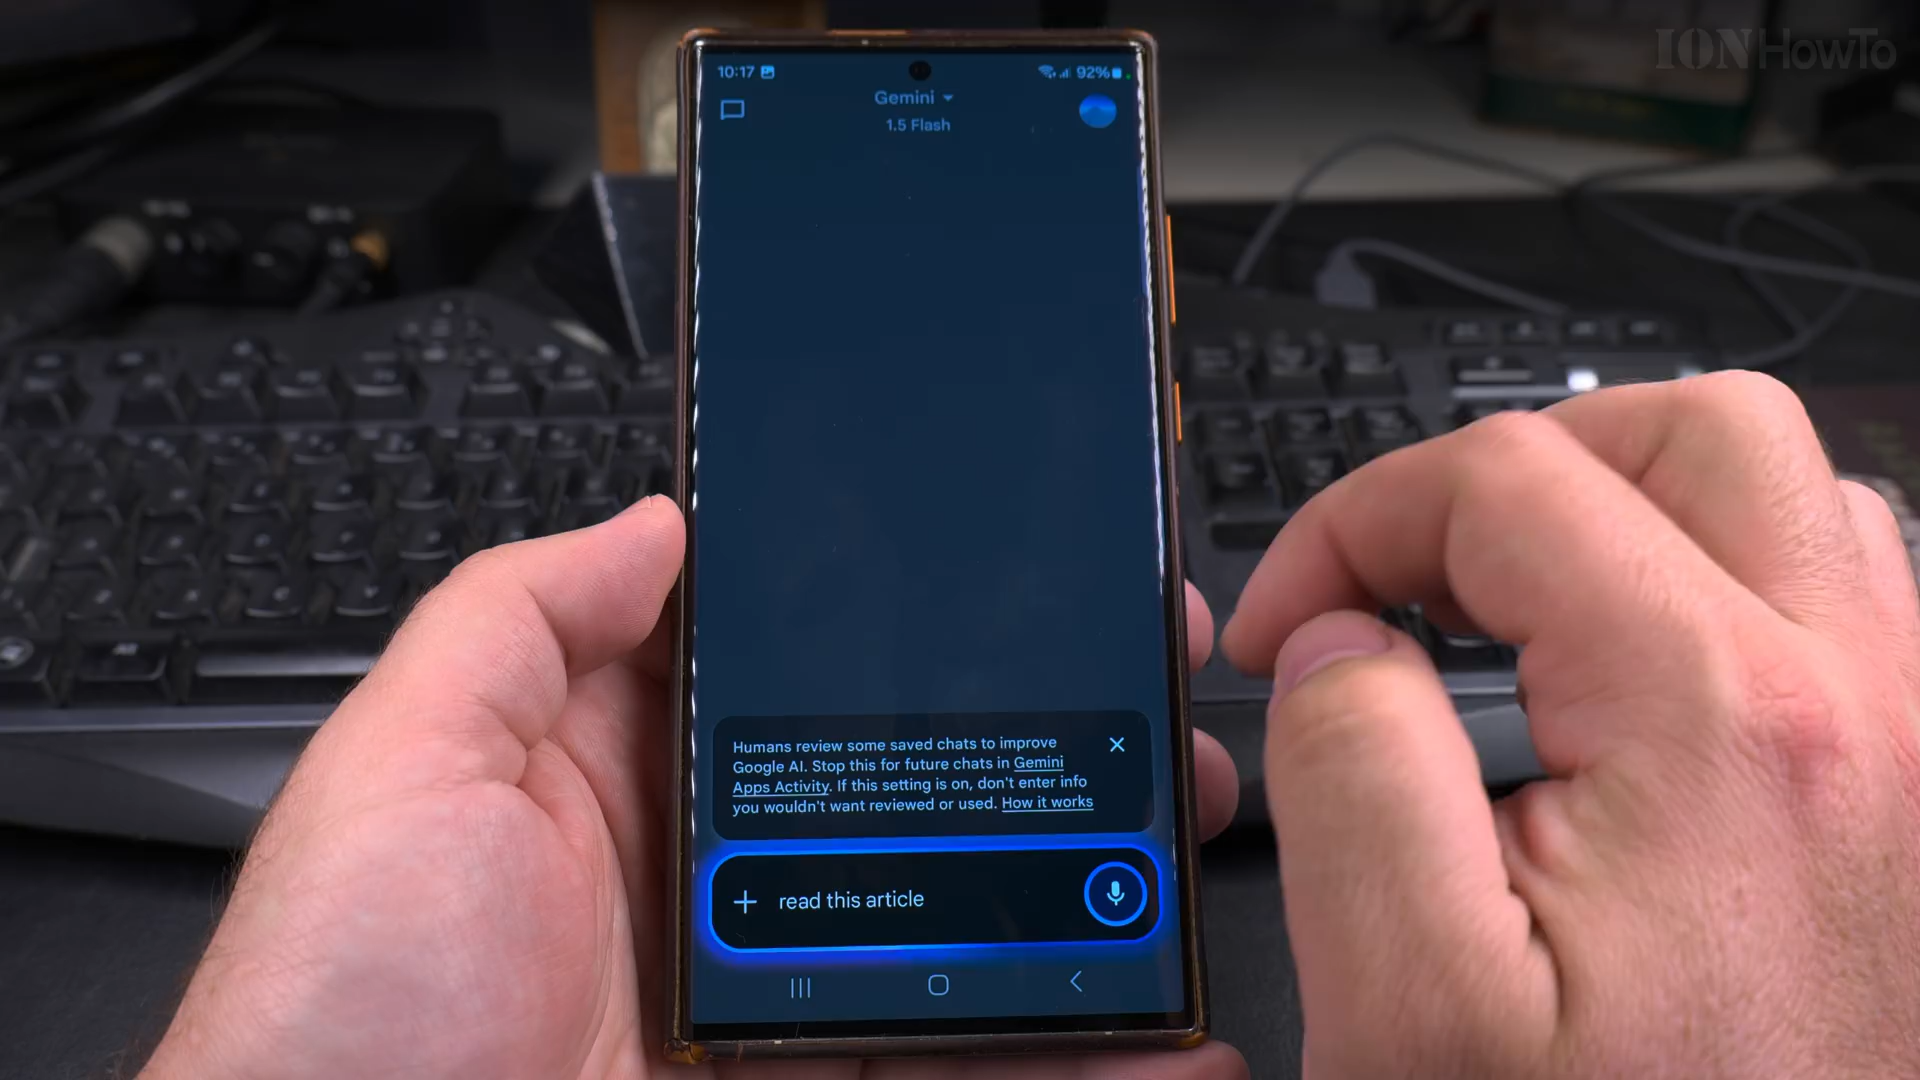 IONHowTo
10:17
92%
Gemini
1.5 Flash
Humans review some saved chats to improve
Google AI. Stop this for future chats in Gemini
Apps Activity. If this setting is on, don't enter info
you wouldn't want reviewed or used. How it works
read this article